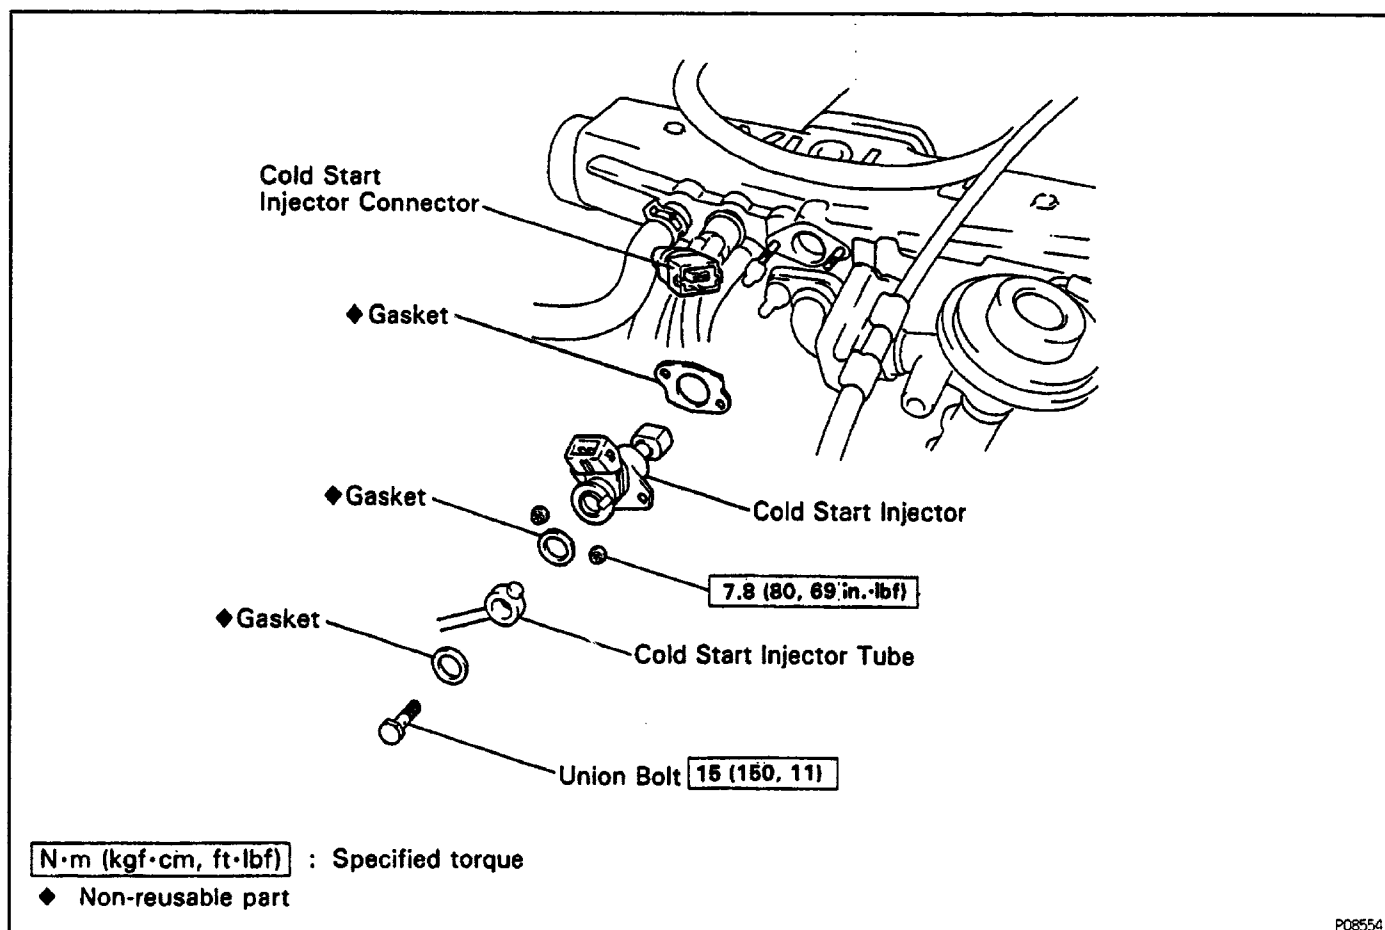 Cold Start
Injector Connector
◆ Gasket
◆ Gasket
Cold Start Injector
7.8 (80, 69 in.·lbf)
◆ Gasket
Cold Start Injector Tube
Union Bolt 15 (150, 11)
N·m (kgf·cm, ft·lbf) : Specified torque
◆ Non-reusable part
P08554